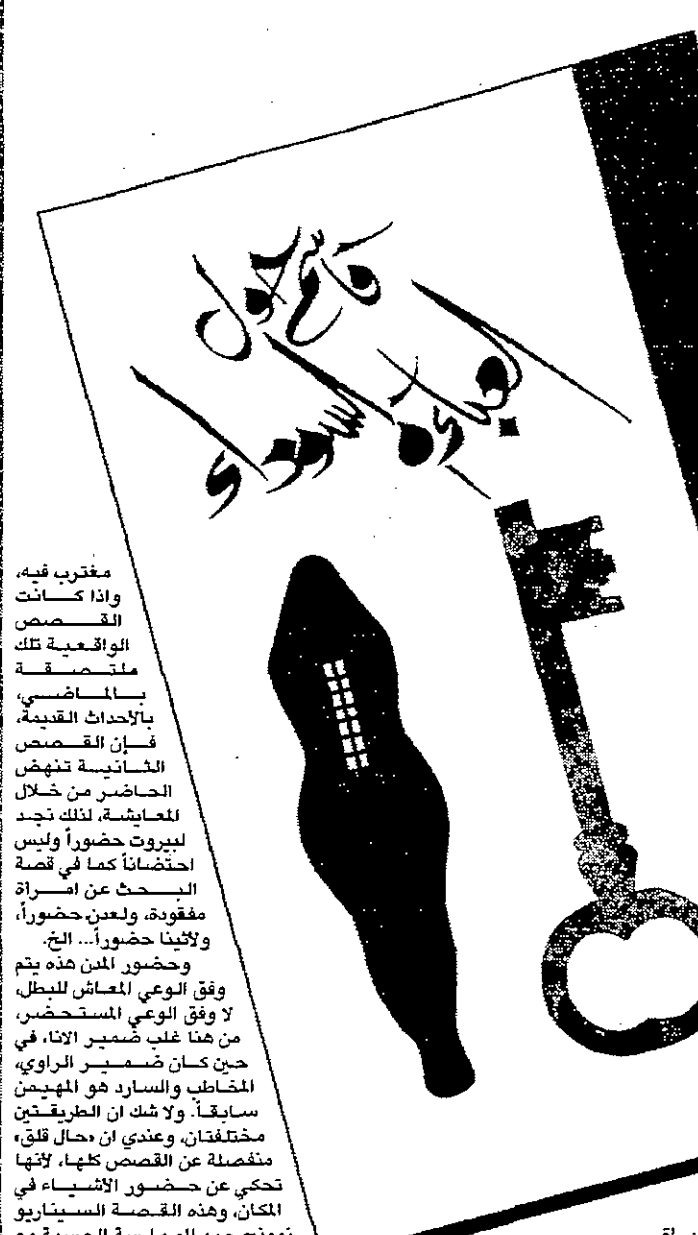 مغترب فيه،
واذا كانت
القصص
الواقعية تلك
ملتصقة
بالماضي،
بالأحداث القديمة،
فإن القصص
الثانية تنهض
الحاضر من خلال
المعايشة، لذلك نجد
لبيروت حضوراً وليس
احتضاناً كما في قصة
البحث عن امراة
مفقودة، ولعدن حضوراً،
ولأثينا حضوراً... الخ.
وحضور المدن هذه يتم
وفق الوعي المعاش للبطل،
لا وفق الوعي المستحضر،
من هنا غلب ضمير الانا، في
حين كان ضمير الراوي،
المخاطب والسارد هو المهيمن
سابقاً. ولا شك ان الطريقتين
مختلفتان، وعندي ان «حال قلق»
منفصلة عن القصص كلها، لأنها
تحكي عن حضور الأشياء في
المكان، وهذه القصة السيناريو